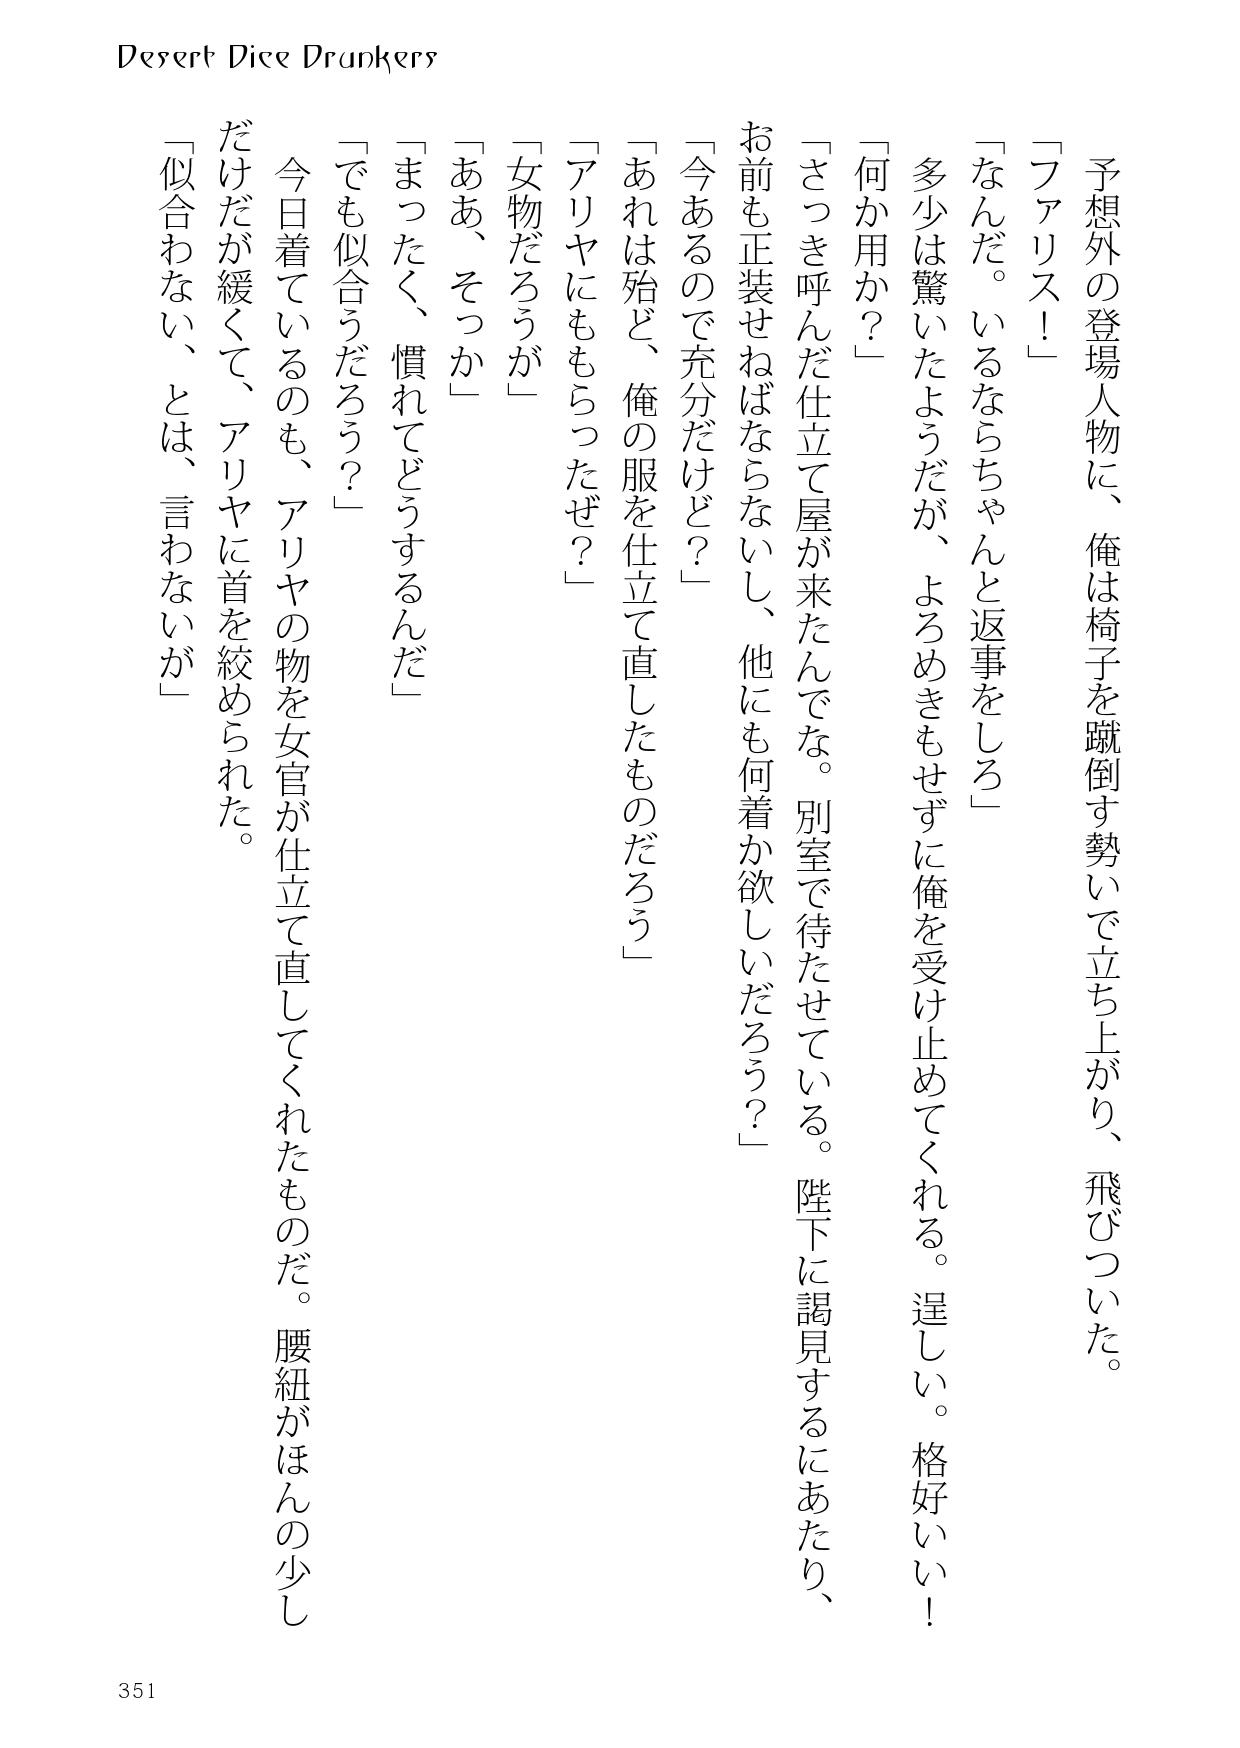 Desert Dice Drunkers
　予想外の登場人物に、俺は椅子を蹴倒す勢いで立ち上がり、飛びついた。
「ファリス！」
「なんだ。いるならちゃんと返事をしろ」
　多少は驚いたようだが、よろめきもせずに俺を受け止めてくれる。逞しい。格好いい！
「何か用か？」
「さっき呼んだ仕立て屋が来たんでな。別室で待たせている。陛下に謁見するにあたり、
お前も正装せねばならないし、他にも何着か欲しいだろう？」
「今あるので充分だけど？」
「あれは殆ど、俺の服を仕立て直したものだろう」
「アリヤにももらったぜ？」
「女物だろうが」
「ああ、そっか」
「まったく、慣れてどうするんだ」
「でも似合うだろう？」
　今日着ているのも、アリヤの物を女官が仕立て直してくれたものだ。腰紐がほんの少し
だけだが緩くて、アリヤに首を絞められた。
「似合わない、とは、言わないが」
351